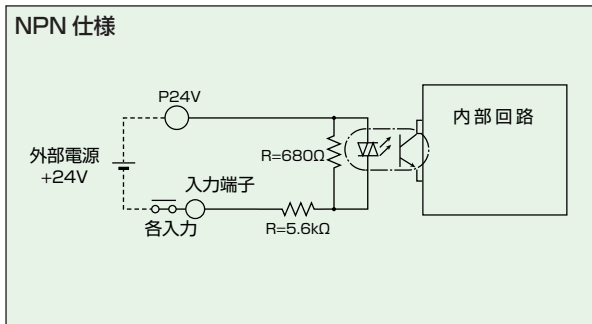 NPN 仕様
P24V
内部回路
外部電源
+24V
R=680Ω
入力端子
各入力
R=5.6kΩ